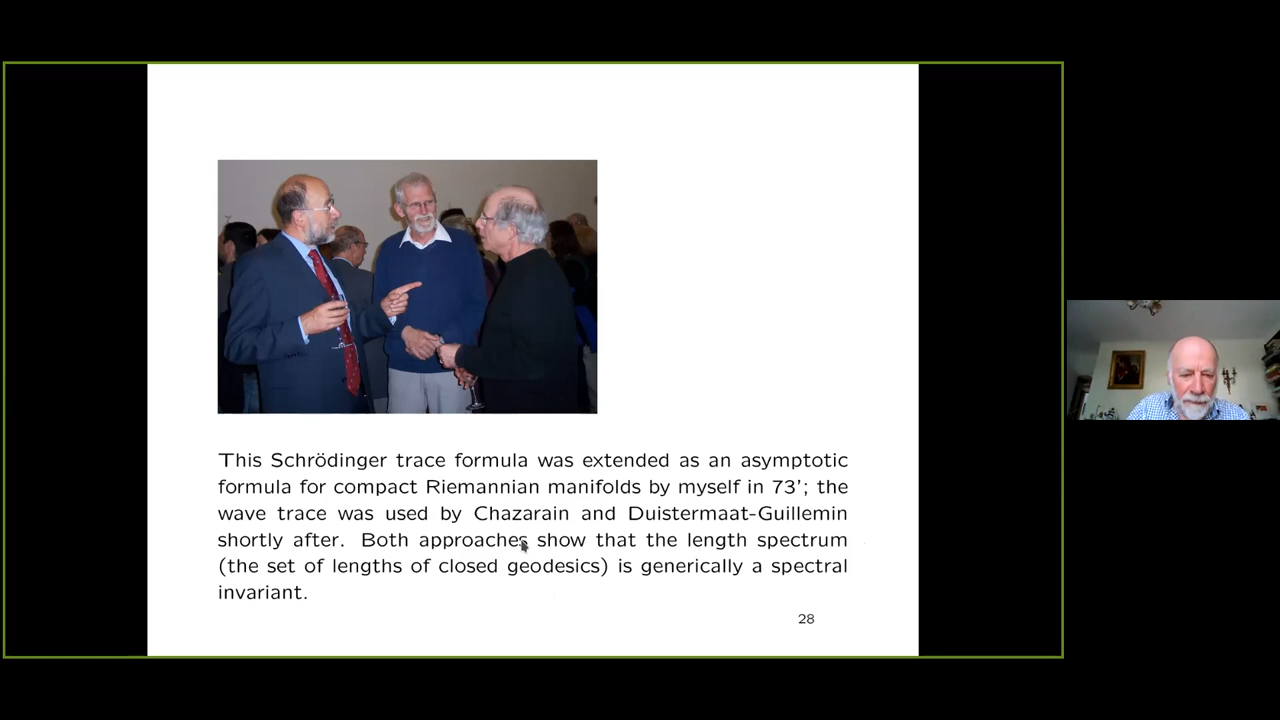 This Schrödinger trace formula was extended as an asymptotic
formula for compact Riemannian manifolds by myself in 73'; the
wave trace was used by Chazarain and Duistermaat-Guillemin
shortly after. Both approaches show that the length spectrum
(the set of lengths of closed geodesics) is generically a spectral
invariant.
28